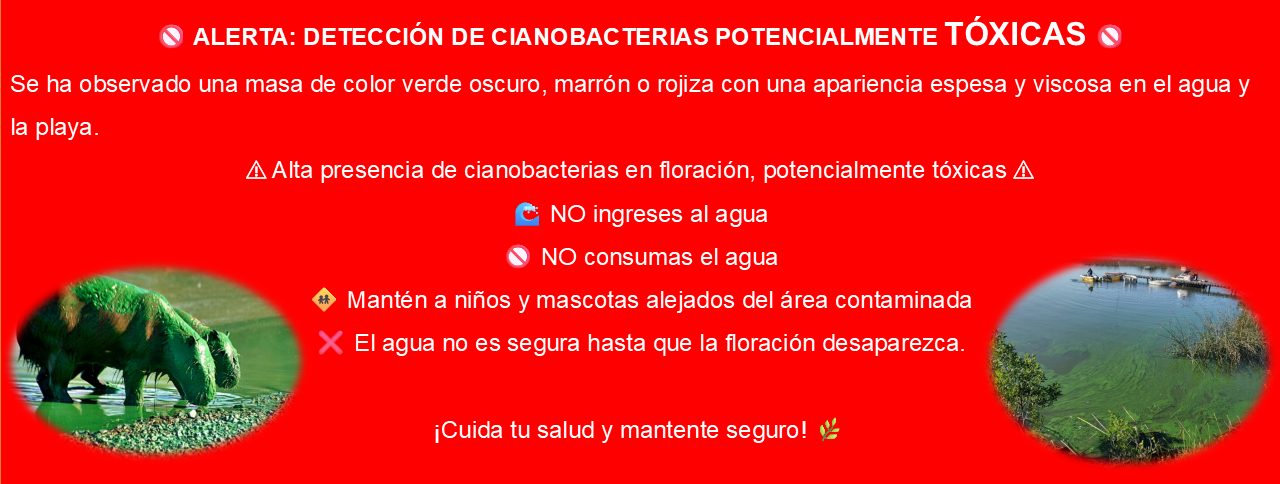 🚫 ALERTA: DETECCIÓN DE CIANOBACTERIAS POTENCIALMENTE TÓXICAS 🚫
Se ha observado una masa de color verde oscuro, marrón o rojiza con una apariencia espesa y viscosa en el agua y
la playa.
⚠ Alta presencia de cianobacterias en floración, potencialmente tóxicas ⚠
🌊 NO ingreses al agua
🚫 NO consumas el agua
🚸 Mantén a niños y mascotas alejados del área contaminada
❌ El agua no es segura hasta que la floración desaparezca.
¡Cuida tu salud y mantente seguro! 🌿